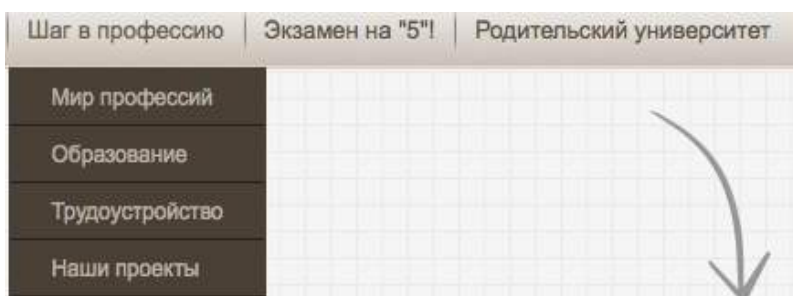 Шаг в профессию Экзамен на "5"! Родительский университет
Мир профессий
Образование
Трудоустройство
Наши проекты